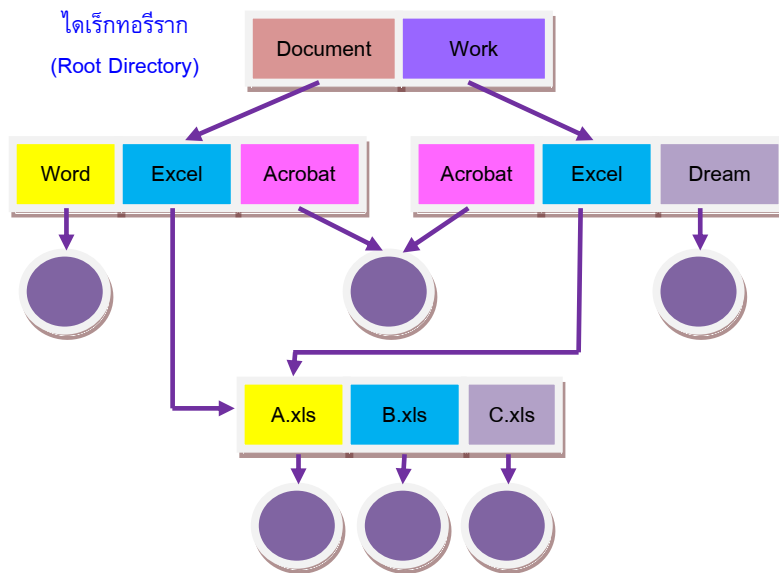 ไดเร็กทอรีราก
(Root Directory)
Document Work
Word Excel Acrobat Acrobat Excel Dream
A.xls B.xls C.xls